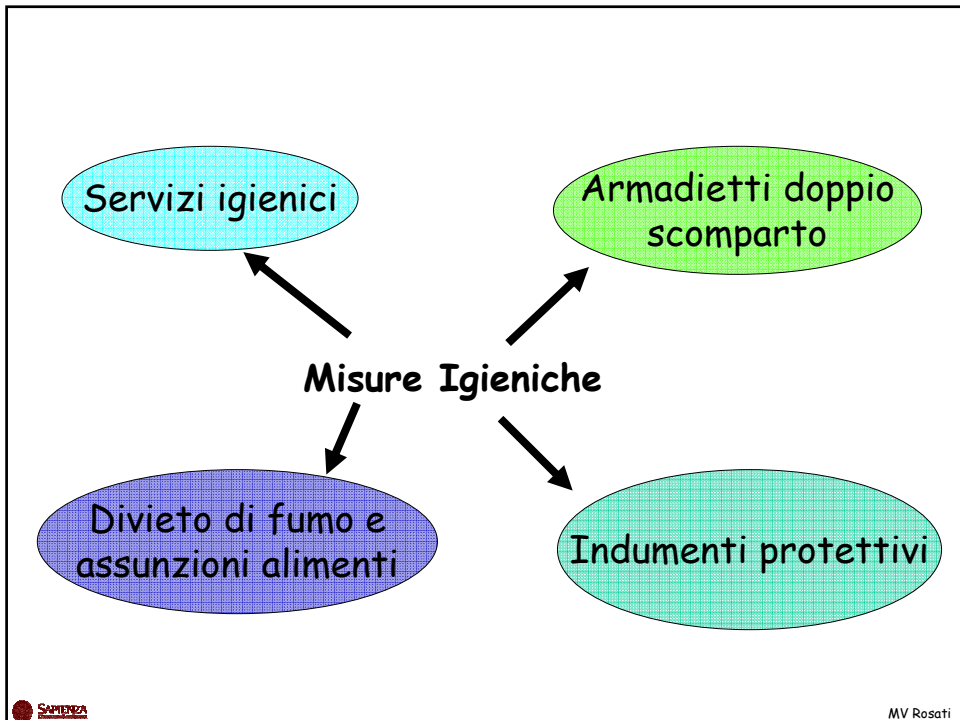 Servizi igienici
Armadietti doppio
scomparto
Misure Igieniche
Divieto di fumo e
assunzioni alimenti
Indumenti protettivi
SAPIENZA
MV Rosati